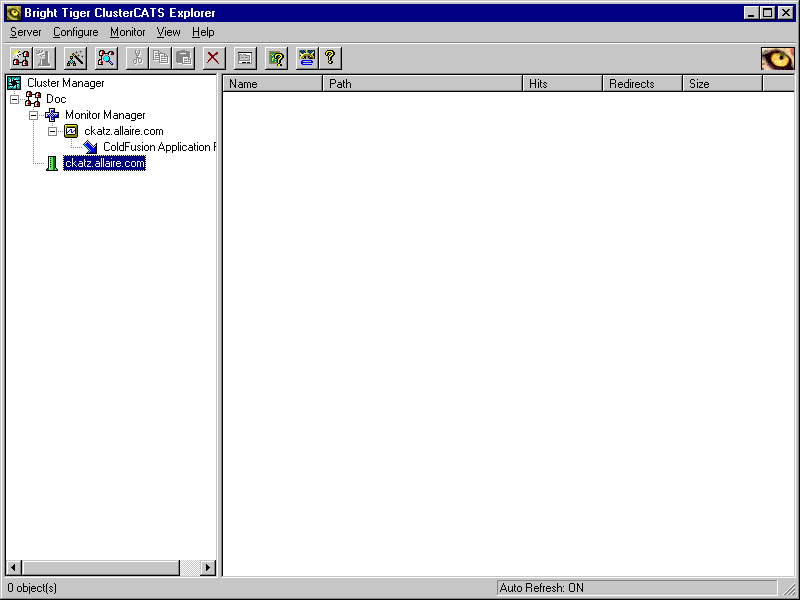 Bright Tiger ClusterCATS Explorer
Server Configure Monitor View Help
Name Path Hits Redirects Size
Cluster Manager
Doc
Monitor Manager
ckatz.allaire.com
ColdFusion Application
ckatz.allaire.com
0 object(s) Auto Refresh: ON